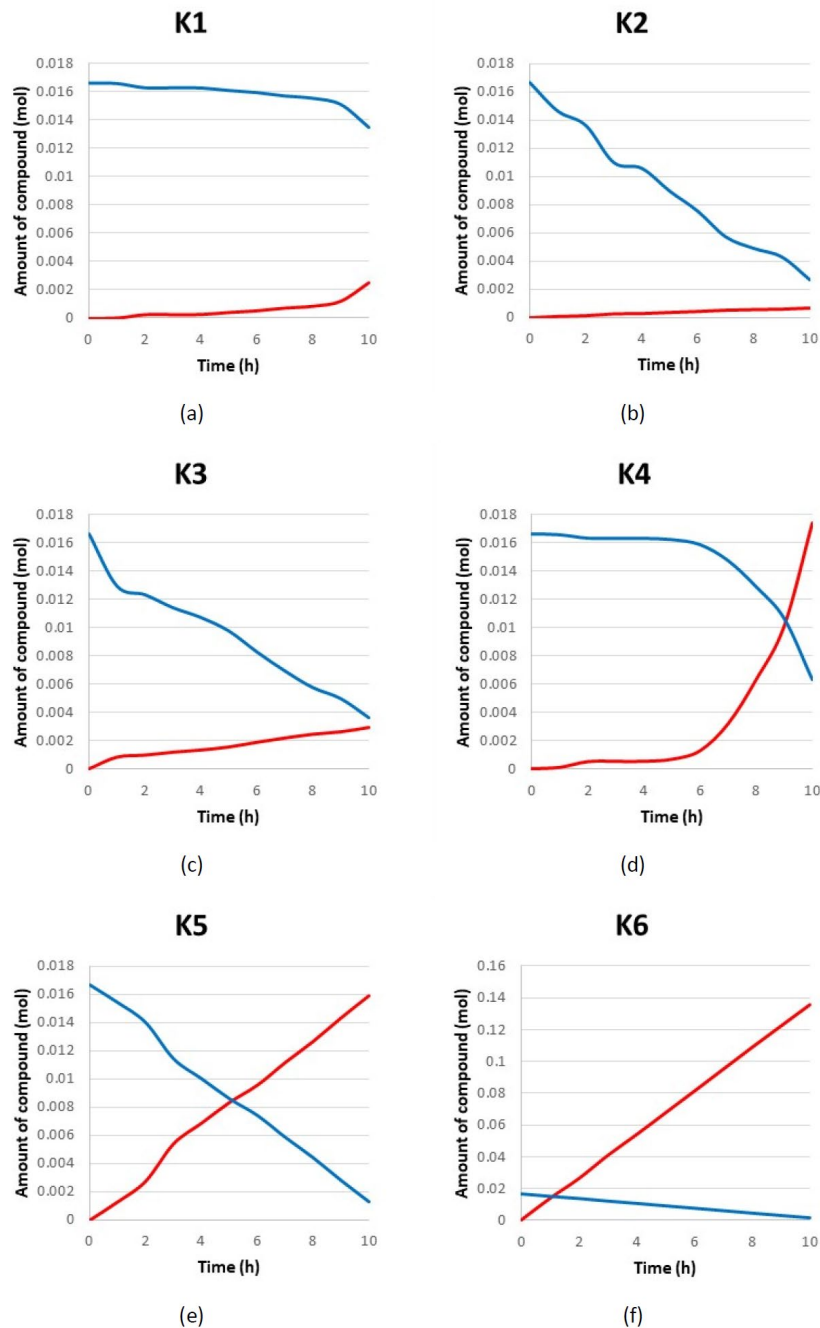 K1
Amount of compound (mol)
0.018
0.016
0.014
0.012
0.01
0.008
0.006
0.004
0.002
0
0 2 4 6 8 10
Time (h)
(a)
K2
Amount of compound (mol)
0.018
0.016
0.014
0.012
0.01
0.008
0.006
0.004
0.002
0
0 2 4 6 8 10
Time (h)
(b)
K3
Amount of compound (mol)
0.018
0.016
0.014
0.012
0.01
0.008
0.006
0.004
0.002
0
0 2 4 6 8 10
Time (h)
(c)
K4
Amount of compound (mol)
0.018
0.016
0.014
0.012
0.01
0.008
0.006
0.004
0.002
0
0 2 4 6 8 10
Time (h)
(d)
K5
Amount of compound (mol)
0.018
0.016
0.014
0.012
0.01
0.008
0.006
0.004
0.002
0
0 2 4 6 8 10
Time (h)
(e)
K6
Amount of compound (mol)
0.16
0.14
0.12
0.1
0.08
0.06
0.04
0.02
0
0 2 4 6 8 10
Time (h)
(f)